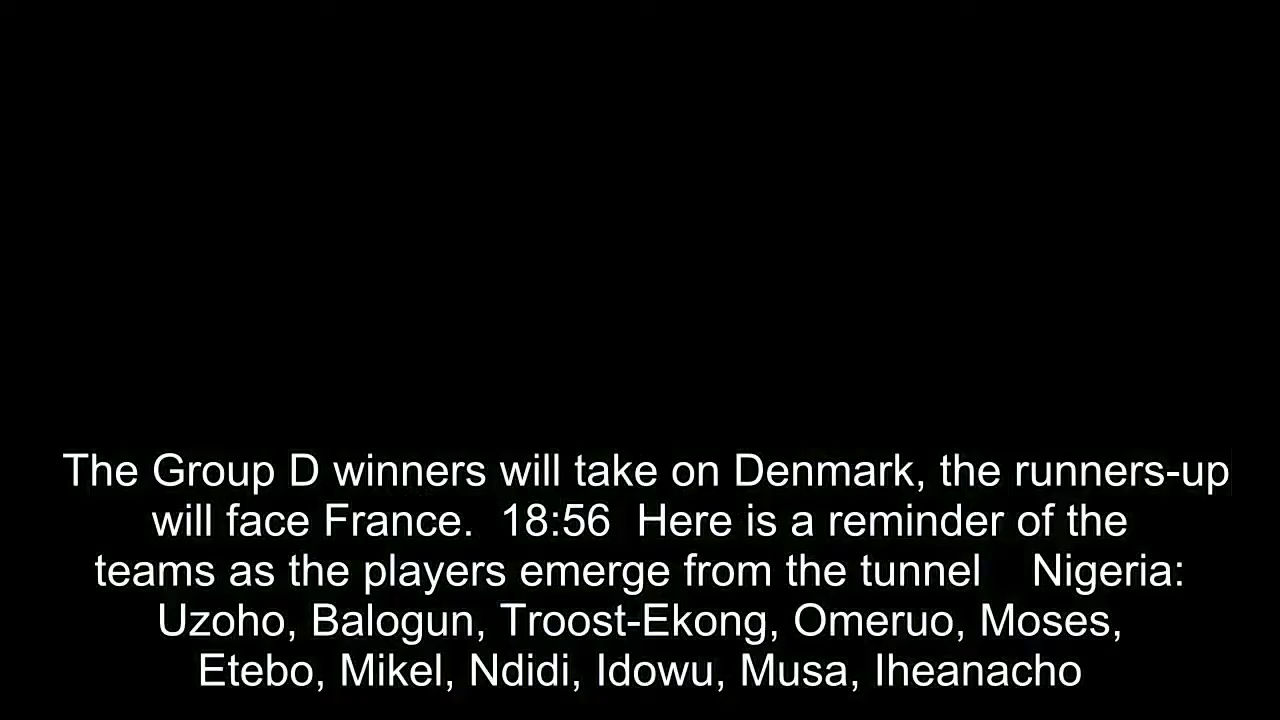 The Group D winners will take on Denmark, the runners-up
will face France.  18:56  Here is a reminder of the
teams as the players emerge from the tunnel    Nigeria:
Uzoho, Balogun, Troost-Ekong, Omeruo, Moses,
Etebo, Mikel, Ndidi, Idowu, Musa, Iheanacho